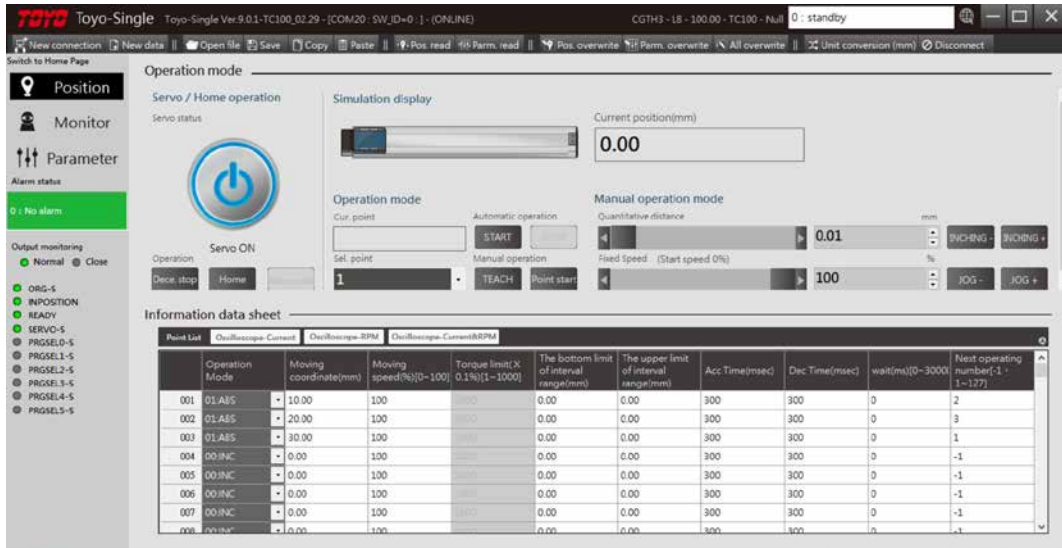 TOYO Toyo-Single Toyo-Single Ver.9.0.1-TC100_02.29 - [COM20 : SW_ID=0 : ] - (ONLINE) CGTH3 - L8 - 100.00 - TC100 - Null 0 : standby
New connection New data || Open file Save Copy Paste || Pos. read Parm. read || Pos. overwrite Parm. overwrite All overwrite || Unit conversion (mm) Disconnect
Switch to Home Page
Position
Monitor
Parameter
Alarm status
0 : No alarm
Output monitoring
Normal Close
ORG-S
INPOSITION
READY
SERVO-S
PRGSEL0-S
PRGSEL1-S
PRGSEL2-S
PRGSEL3-S
PRGSEL4-S
PRGSEL5-S
Operation mode
Servo / Home operation
Servo status
Servo ON
Operation
Dece. stop Home
Simulation display
Current position(mm)
0.00
Operation mode
Cur. point Automatic operation
START
Sel. point Manual operation
1 TEACH Point start
Manual operation mode
Quantitative distance mm
0.01 INCHING - INCHING +
Fixed Speed (Start speed 0%) %
100 JOG - JOG +
Information data sheet
Point List Oscilloscope-Current Oscilloscope-RPM Oscilloscope-Current&RPM
Operation Mode Moving coordinate(mm) Moving speed(%)[0~100] Torque limit(X 0.1%)[1~1000] The bottom limit of interval range(mm) The upper limit of interval range(mm) Acc Time(msec) Dec Time(msec) wait(ms)[0~3000 Next operating number[-1 , 1~127]
001 01:ABS 10.00 100 0.00 0.00 300 300 0 2
002 01:ABS 20.00 100 0.00 0.00 300 300 0 3
003 01:ABS 30.00 100 0.00 0.00 300 300 0 1
004 00:INC 0.00 100 0.00 0.00 300 300 0 -1
005 00:INC 0.00 100 0.00 0.00 300 300 0 -1
006 00:INC 0.00 100 0.00 0.00 300 300 0 -1
007 00:INC 0.00 100 0.00 0.00 300 300 0 -1
008 00:INC 0.00 100 0.00 0.00 300 300 0 -1